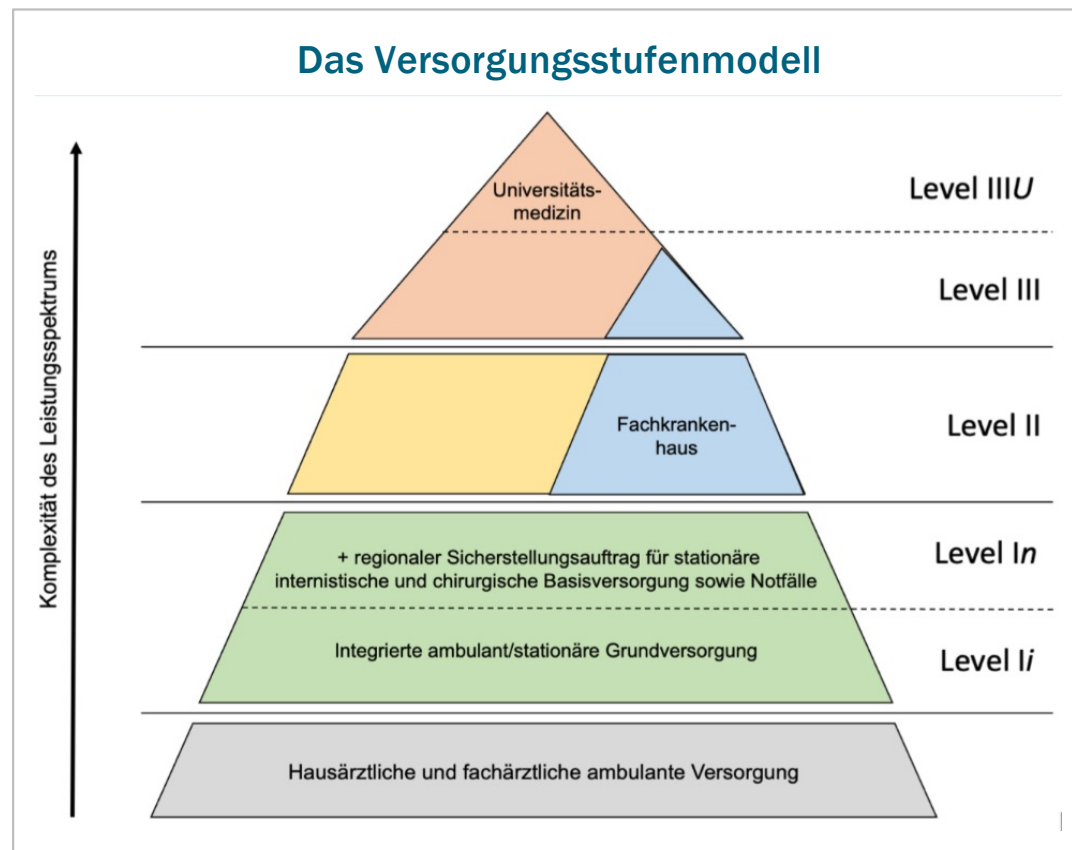 Das Versorgungsstufenmodell
Komplexität des Leistungsspektrums
Universitäts-
medizin
Level IIIU
Level III
Fachkranken-
haus
Level II
+ regionaler Sicherstellungsauftrag für stationäre
internistische und chirurgische Basisversorgung sowie Notfälle
Level In
Integrierte ambulant/stationäre Grundversorgung
Level Ii
Hausärztliche und fachärztliche ambulante Versorgung